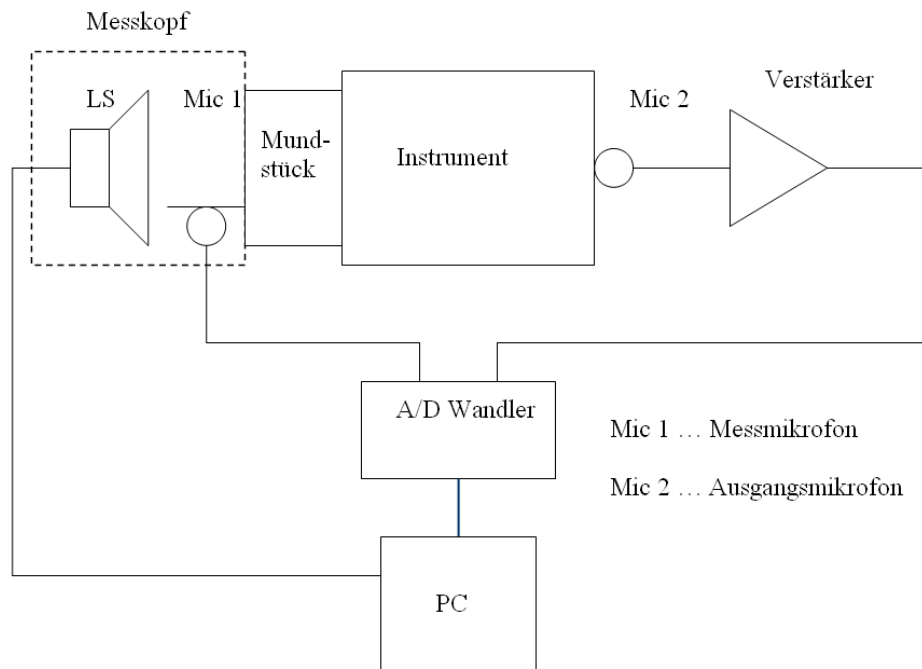 Messkopf
LS
Mic 1
Mund-
stück
Instrument
Mic 2
Verstärker
A/D Wandler
Mic 1 … Messmikrofon
Mic 2 … Ausgangsmikrofon
PC